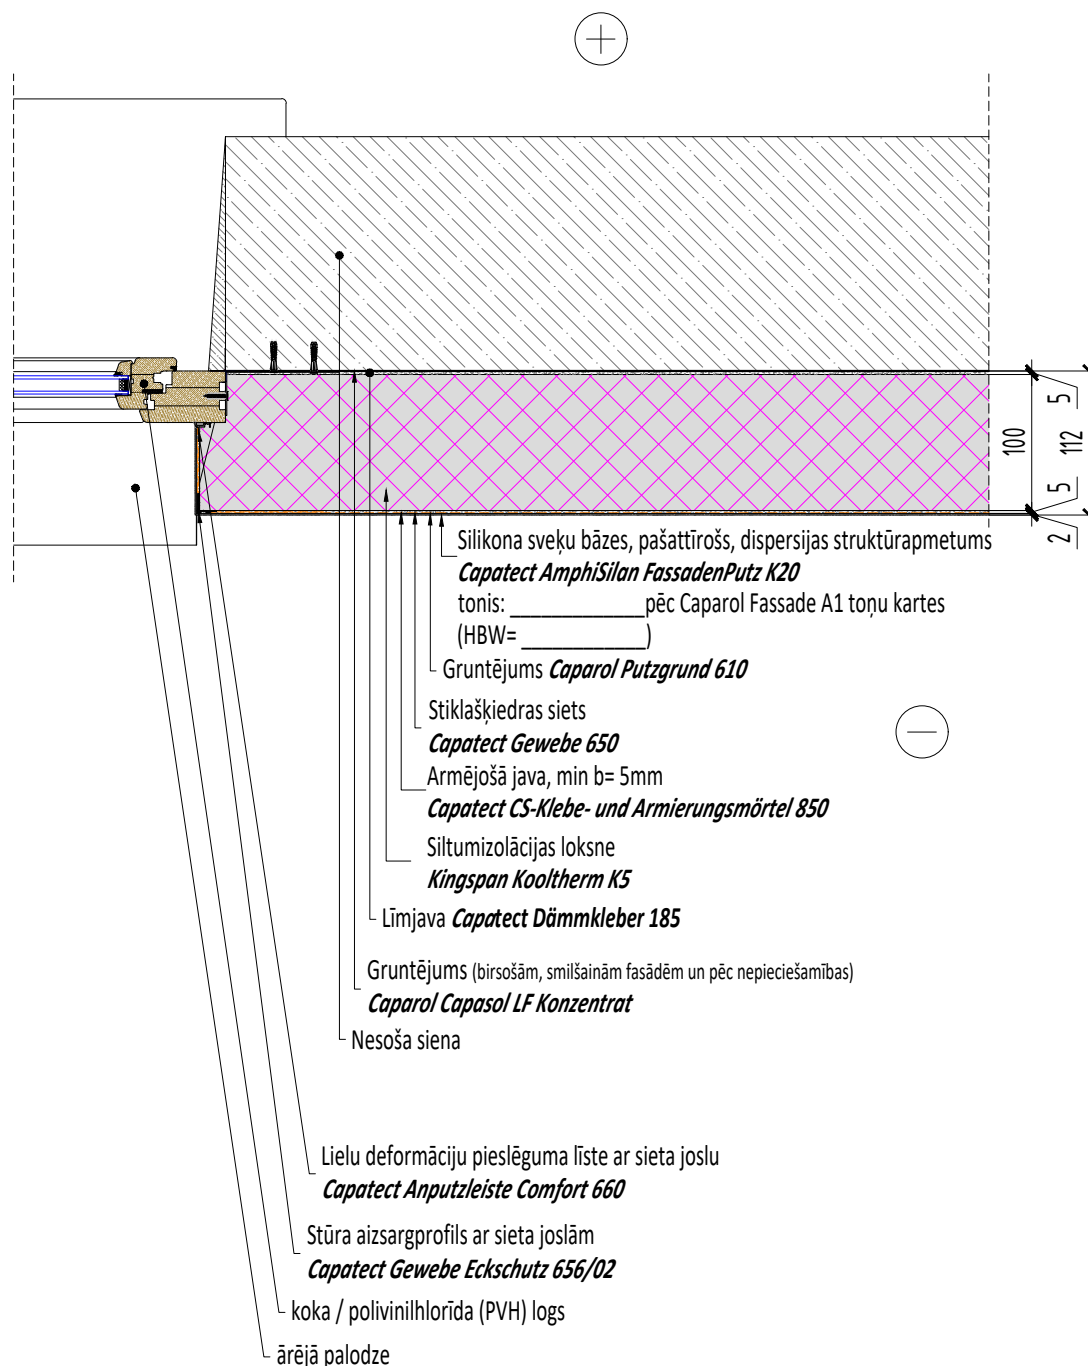 5
100
112
5
2
Silikona sveķu bāzes, pašattīrošs, dispersijas struktūrapmetums
Capatect AmphiSilan FassadenPutz K20
tonis: _____________pēc Caparol Fassade A1 toņu kartes
(HBW= ____________)
Gruntējums Caparol Putzgrund 610
Stiklašķiedras siets
Capatect Gewebe 650
Armējošā java, min b= 5mm
Capatect CS-Klebe- und Armierungsmörtel 850
Siltumizolācijas loksne
Kingspan Kooltherm K5
Līmjava Capatect Dämmkleber 185
Gruntējums (birsošām, smilšainām fasādēm un pēc nepieciešamības)
Caparol Capasol LF Konzentrat
Nesoša siena
Lielu deformāciju pieslēguma līste ar sieta joslu
Capatect Anputzleiste Comfort 660
Stūra aizsargprofils ar sieta joslām
Capatect Gewebe Eckschutz 656/02
koka / polivinilhlorīda (PVH) logs
ārējā palodze